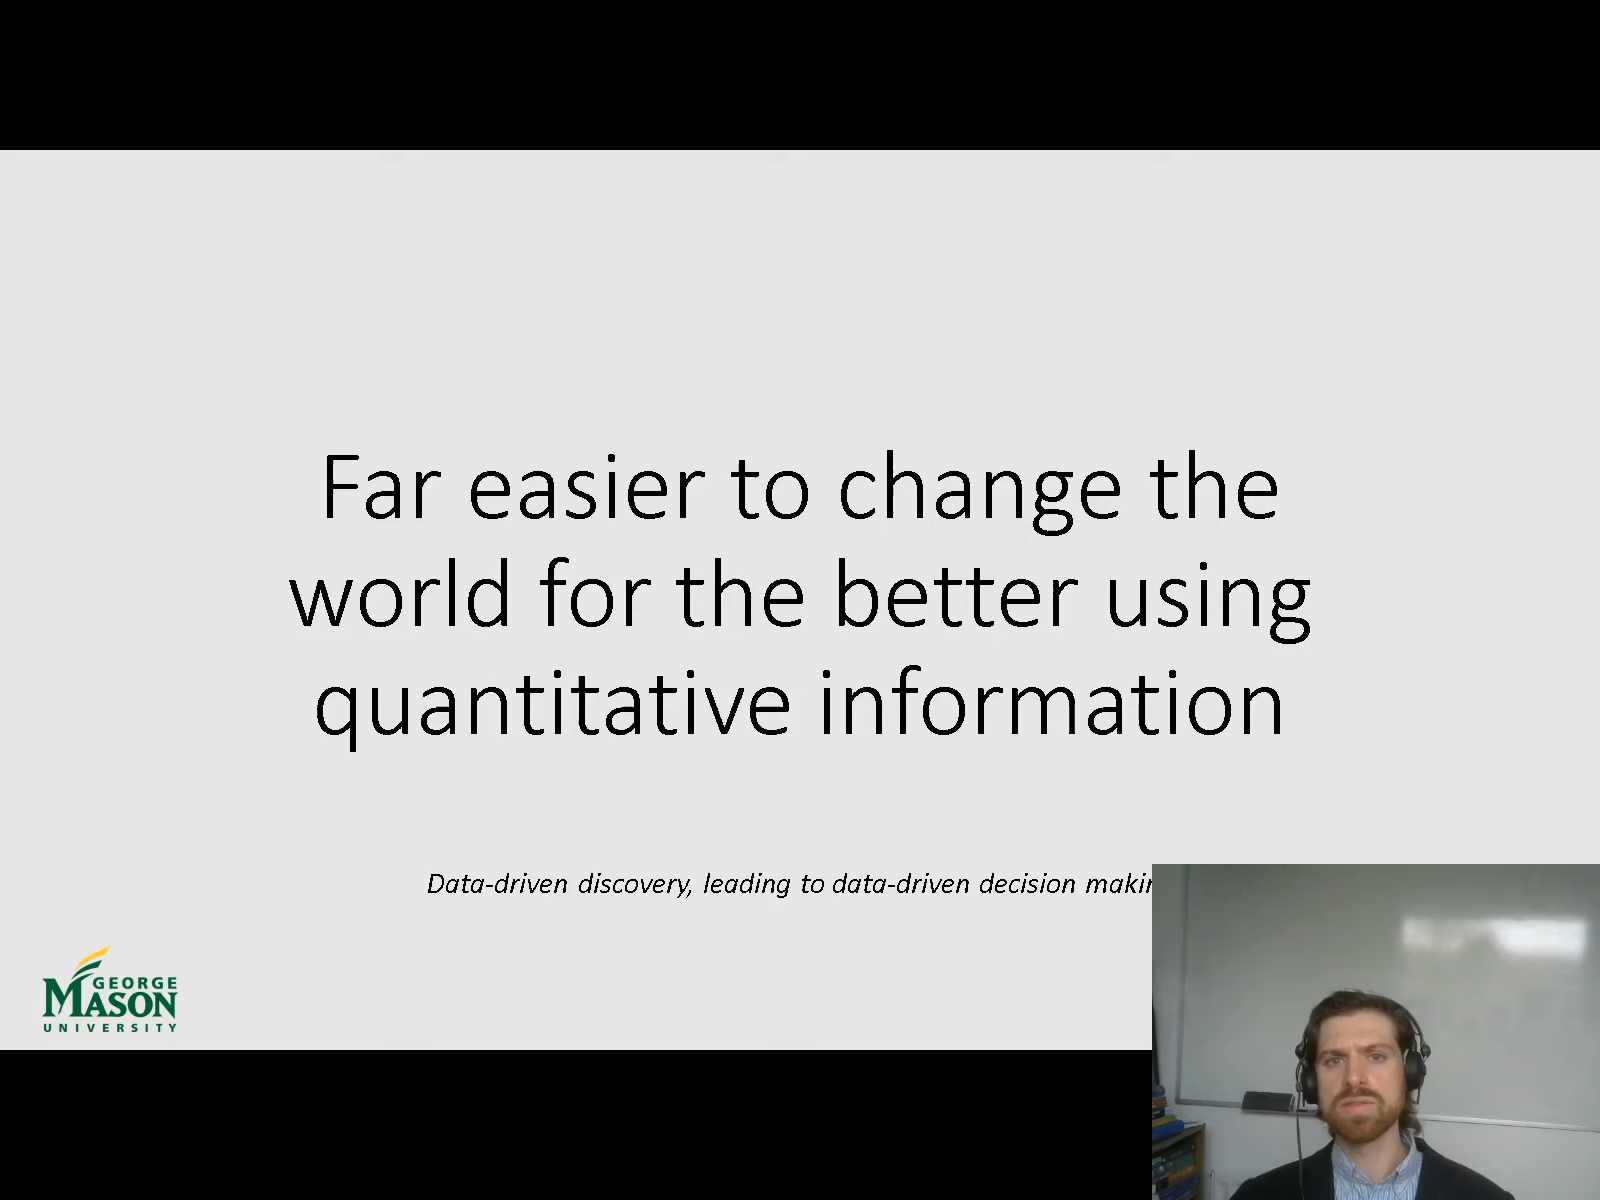 Far easier to change the
world for the better using
quantitative information
Data-driven discovery, leading to data-driven decision
GEORGE
MASON
UNIVERSITY